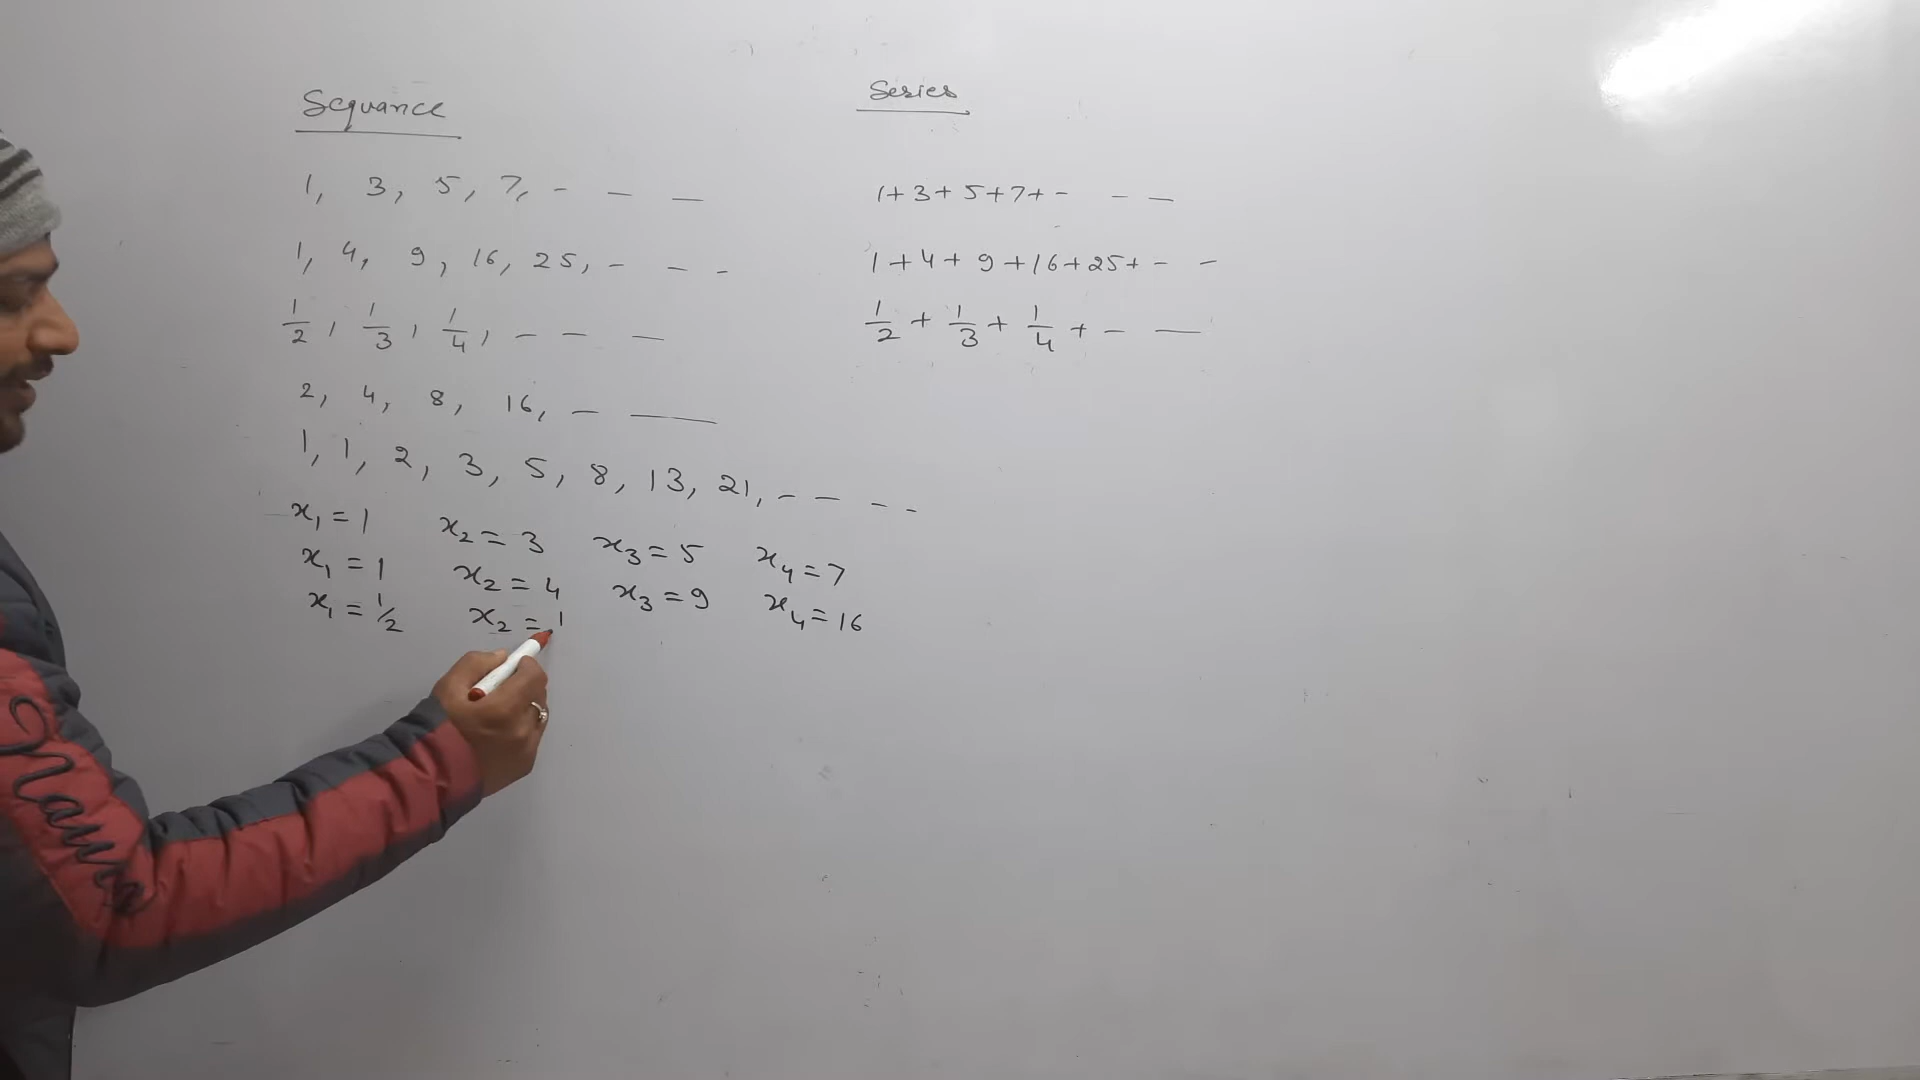 Sequance
1, 3, 5, 7, - - -
1, 4, 9, 16, 25, - - -
1/2, 1/3, 1/4, - - -
2, 4, 8, 16, - -
1, 1, 2, 3, 5, 8, 13, 21, - - - -
x₁ = 1 x₂ = 3 x₃ = 5 x₄ = 7
x₁ = 1 x₂ = 4 x₃ = 9 x₄ = 16
x₁ = 1/2 x₂ = 1
Series
1+3+5+7+- - -
1+4+9+16+25+- -
1/2 + 1/3 + 1/4 + - -